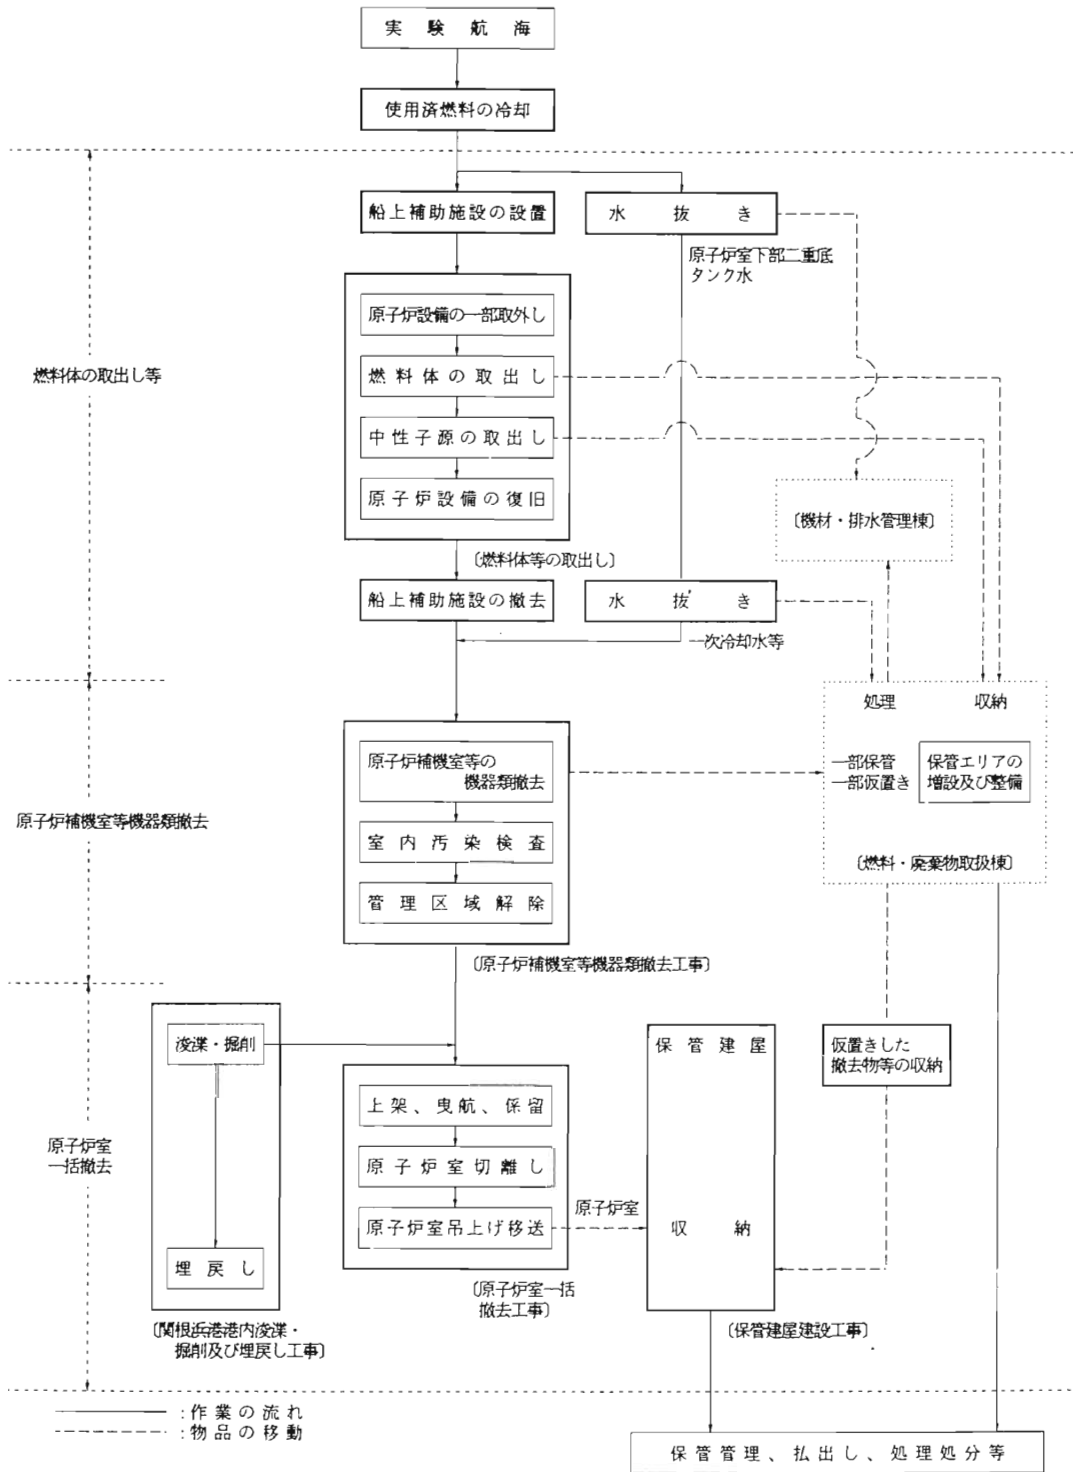 実験航海
使用済燃料の冷却
船上補助施設の設置
水抜き
原子炉室下部二重底
タンク水
原子炉設備の一部取外し
燃料体の取出し
中性子源の取出し
原子炉設備の復旧
〔燃料体等の取出し〕
燃料体の取出し等
〔機材・排水管理棟〕
船上補助施設の撤去
水抜き
一次冷却水等
処理
収納
一部保管
一部仮置き
保管エリアの
増設及び整備
〔燃料・廃棄物取扱棟〕
原子炉補機室等の
機器類撤去
室内汚染検査
管理区域解除
〔原子炉補機室等機器類撤去工事〕
原子炉補機室等機器類撤去
浚渫・掘削
埋戻し
〔関根浜港港内浚渫・
掘削及び埋戻し工事〕
上架、曳航、保留
原子炉室切離し
原子炉室吊上げ移送
〔原子炉室一括
撤去工事〕
原子炉室
一括撤去
原子炉室
保管建屋
収納
〔保管建屋建設工事〕
仮置きした
撤去物等の収納
:作業の流れ
:物品の移動
保管管理、払出し、処理処分等